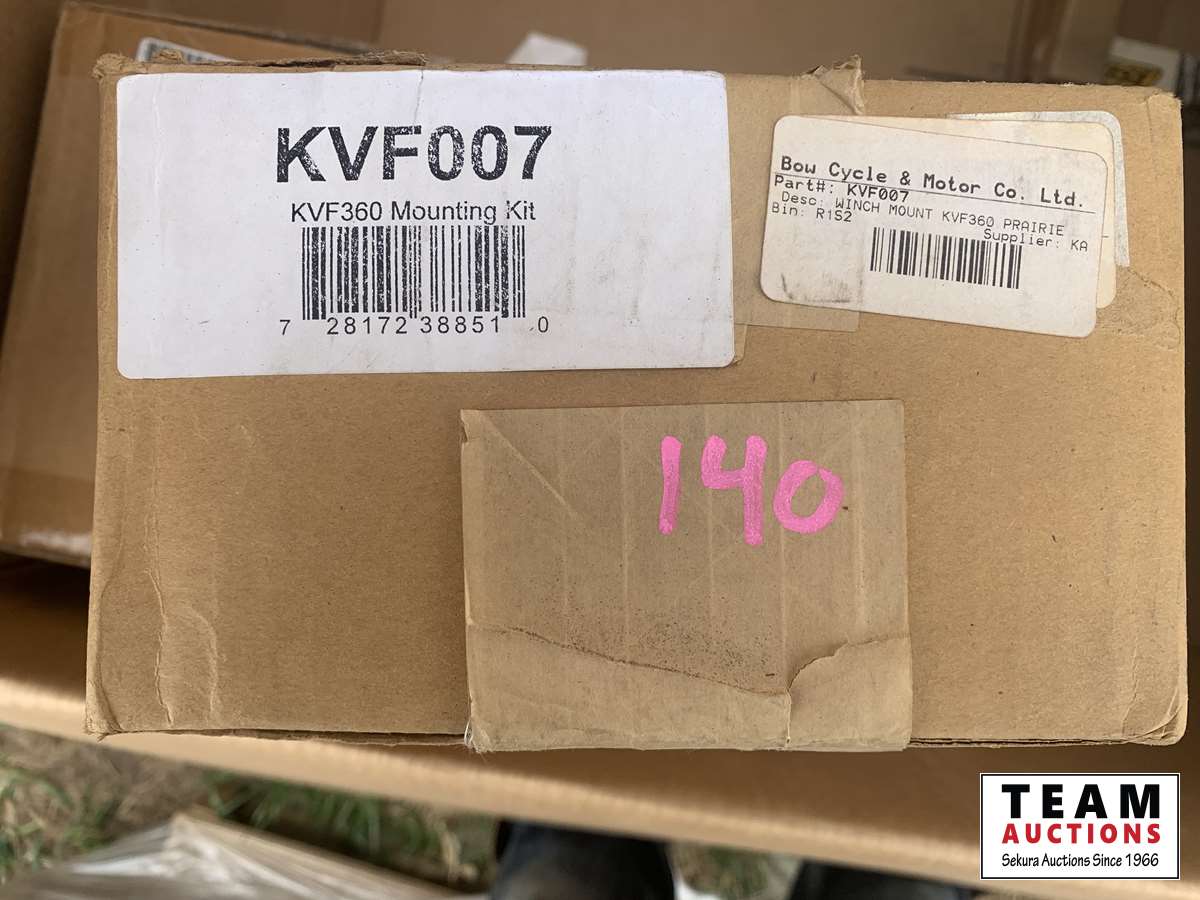 KVF007
KVF360 Mounting Kit
7 28172 38851 0
Bow Cycle & Motor Co. Ltd.
Part#: KVF007
Desc: WINCH MOUNT KVF360 PRAIRIE
Bin: R1S2
Supplier: KA
140
TEAM
AUCTIONS
Sekura Auctions Since 1966